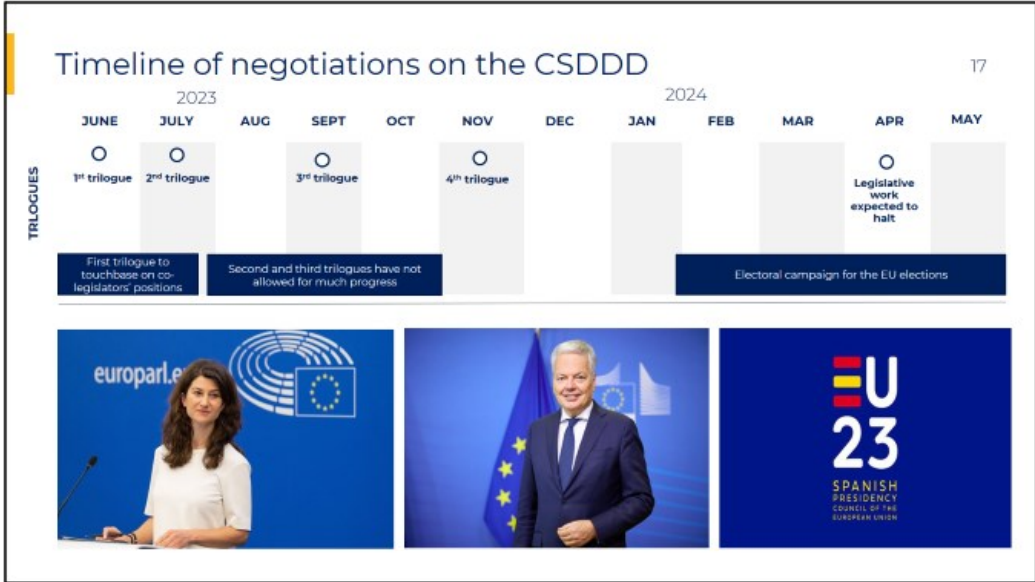 Timeline of negotiations on the CSDDD
17
2023
2024
JUNE JULY AUG SEPT OCT NOV DEC JAN FEB MAR APR MAY
TRLOGUES
1st trilogue
2nd trilogue
3rd trilogue
4th trilogue
Legislative
work
expected to
halt
First trilogue to
touchbase on co-
legislators' positions
Second and third trilogues have not
allowed for much progress
Electoral campaign for the EU elections
europarl.e
EU
23
SPANISH
PRESIDENCY
COUNCIL OF THE
EUROPEAN UNION